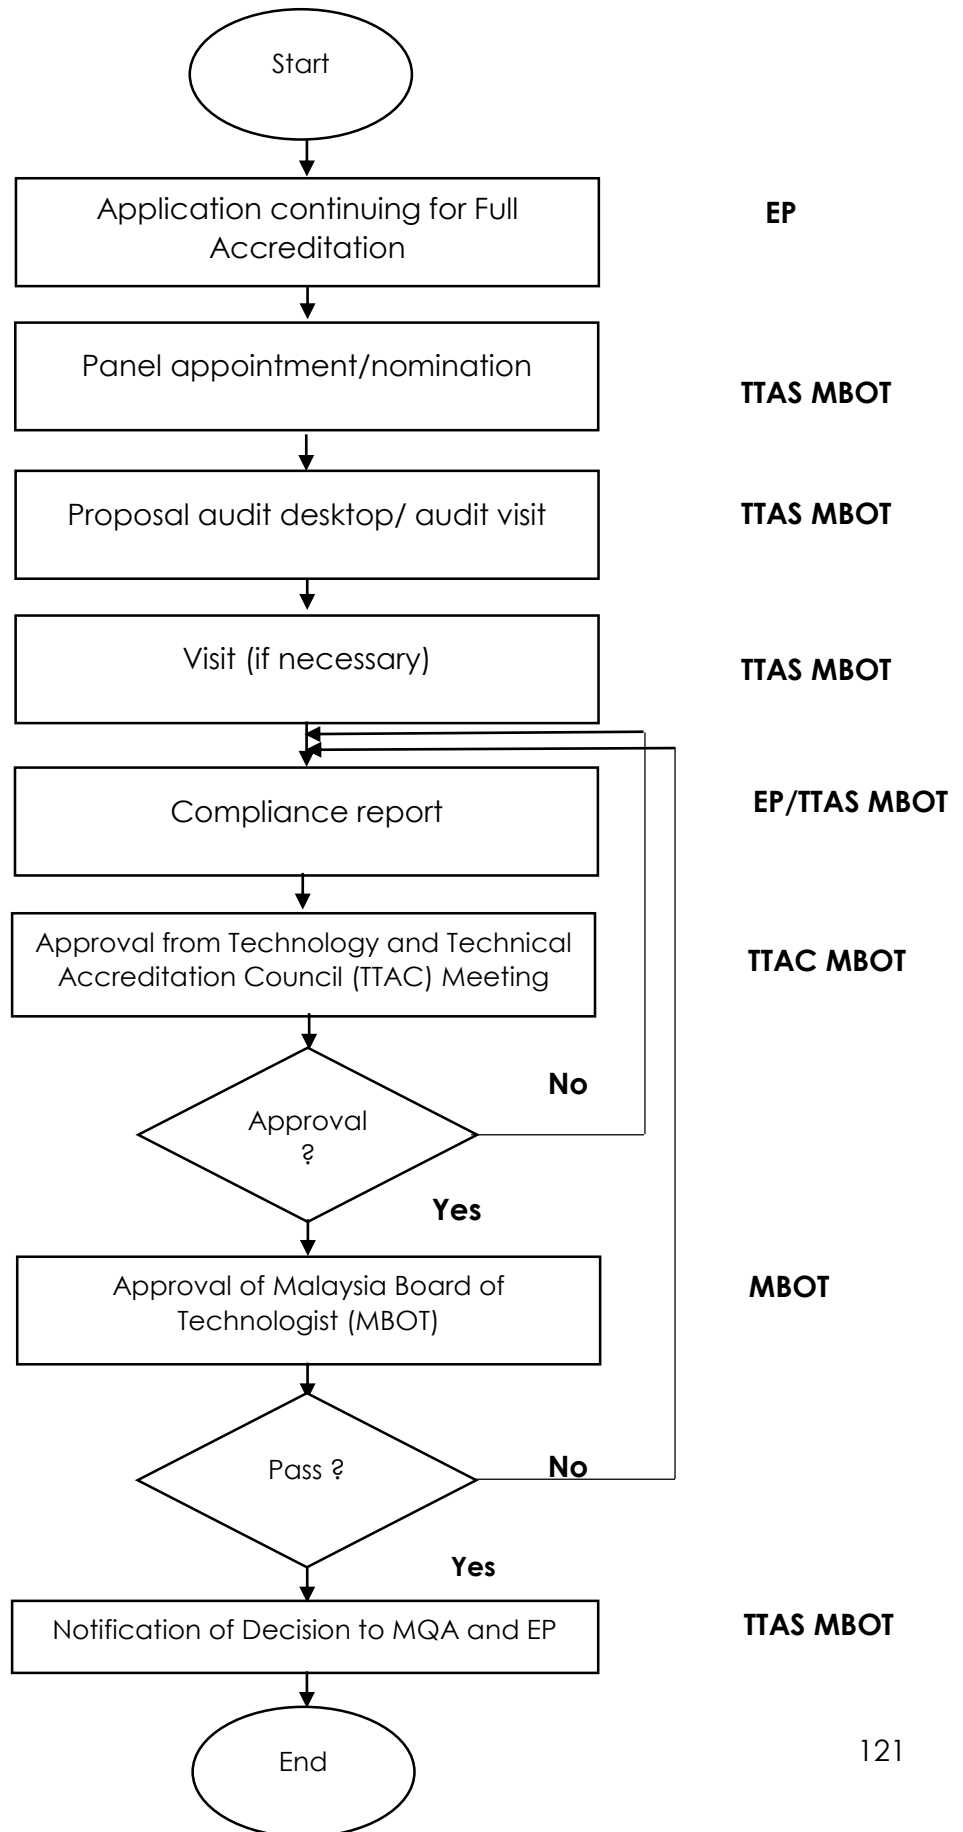 Start
Application continuing for Full
Accreditation
EP
Panel appointment/nomination
TTAS MBOT
Proposal audit desktop/ audit visit
TTAS MBOT
Visit (if necessary)
TTAS MBOT
Compliance report
EP/TTAS MBOT
Approval from Technology and Technical
Accreditation Council (TTAC) Meeting
TTAC MBOT
No
Approval
?
Yes
Approval of Malaysia Board of
Technologist (MBOT)
MBOT
Pass ?
No
Yes
Notification of Decision to MQA and EP
TTAS MBOT
End
121